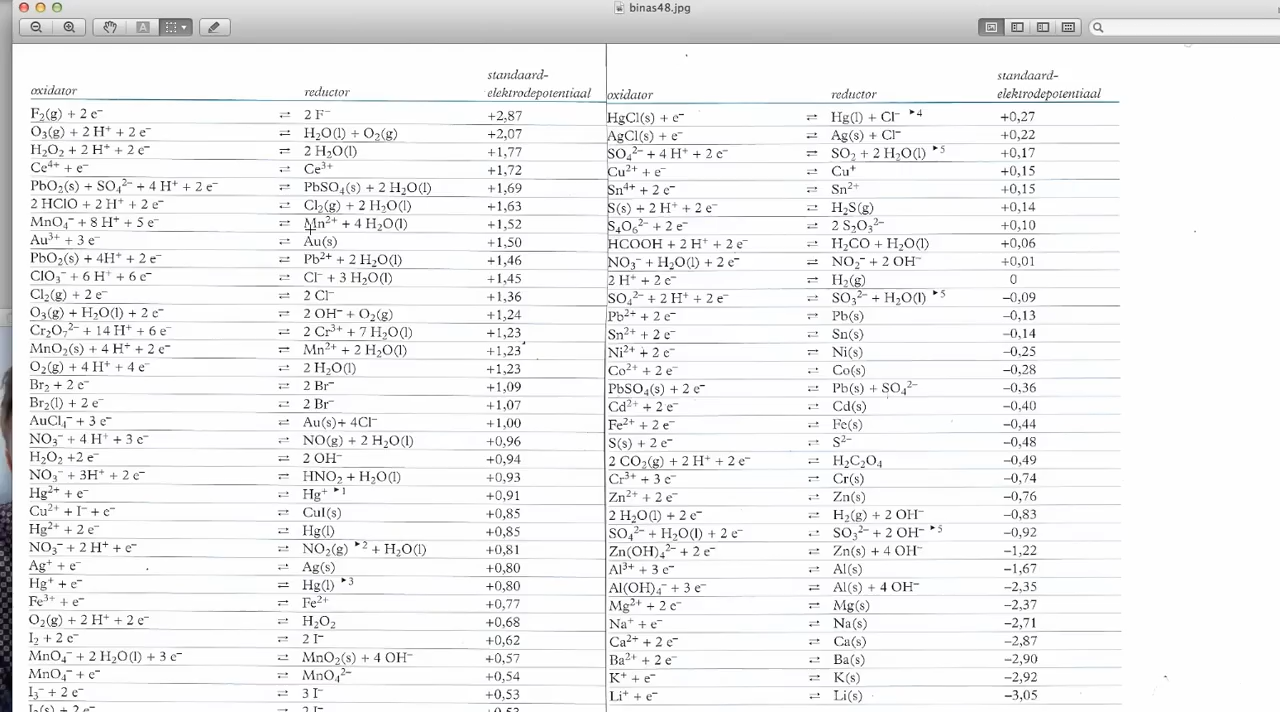 binas48.jpg
oxidator reductor standaard-elektrodepotentiaal
F₂(g) + 2 e⁻ ⇌ 2 F⁻ +2,87
O₃(g) + 2 H⁺ + 2 e⁻ ⇌ H₂O(l) + O₂(g) +2,07
H₂O₂ + 2 H⁺ + 2 e⁻ ⇌ 2 H₂O(l) +1,77
Ce⁴⁺ + e⁻ ⇌ Ce³⁺ +1,72
PbO₂(s) + SO₄²⁻ + 4 H⁺ + 2 e⁻ ⇌ PbSO₄(s) + 2 H₂O(l) +1,69
2 HClO + 2 H⁺ + 2 e⁻ ⇌ Cl₂(g) + 2 H₂O(l) +1,63
MnO₄⁻ + 8 H⁺ + 5 e⁻ ⇌ Mn²⁺ + 4 H₂O(l) +1,52
Au³⁺ + 3 e⁻ ⇌ Au(s) +1,50
PbO₂(s) + 4H⁺ + 2 e⁻ ⇌ Pb²⁺ + 2 H₂O(l) +1,46
ClO₃⁻ + 6 H⁺ + 6 e⁻ ⇌ Cl⁻ + 3 H₂O(l) +1,45
Cl₂(g) + 2 e⁻ ⇌ 2 Cl⁻ +1,36
O₃(g) + H₂O(l) + 2 e⁻ ⇌ 2 OH⁻ + O₂(g) +1,24
Cr₂O₇²⁻ + 14 H⁺ + 6 e⁻ ⇌ 2 Cr³⁺ + 7 H₂O(l) +1,23
MnO₂(s) + 4 H⁺ + 2 e⁻ ⇌ Mn²⁺ + 2 H₂O(l) +1,23
O₂(g) + 4 H⁺ + 4 e⁻ ⇌ 2 H₂O(l) +1,23
Br₂ + 2 e⁻ ⇌ 2 Br⁻ +1,09
Br₂(l) + 2 e⁻ ⇌ 2 Br⁻ +1,07
AuCl₄⁻ + 3 e⁻ ⇌ Au(s)+ 4Cl⁻ +1,00
NO₃⁻ + 4 H⁺ + 3 e⁻ ⇌ NO(g) + 2 H₂O(l) +0,96
H₂O₂ +2 e⁻ ⇌ 2 OH⁻ +0,94
NO₃⁻ + 3H⁺ + 2 e⁻ ⇌ HNO₂ + H₂O(l) +0,93
Hg²⁺ + e⁻ ⇌ Hg⁺ ▸1 +0,91
Cu²⁺ + I⁻ + e⁻ ⇌ CuI(s) +0,85
Hg²⁺ + 2 e⁻ ⇌ Hg(l) +0,85
NO₃⁻ + 2 H⁺ + e⁻ ⇌ NO₂(g) ▸2 + H₂O(l) +0,81
Ag⁺ + e⁻ ⇌ Ag(s) +0,80
Hg⁺ + e⁻ ⇌ Hg(l) ▸3 +0,80
Fe³⁺ + e⁻ ⇌ Fe²⁺ +0,77
O₂(g) + 2 H⁺ + 2 e⁻ ⇌ H₂O₂ +0,68
I₂ + 2 e⁻ ⇌ 2 I⁻ +0,62
MnO₄⁻ + 2 H₂O(l) + 3 e⁻ ⇌ MnO₂(s) + 4 OH⁻ +0,57
MnO₄⁻ + e⁻ ⇌ MnO₄²⁻ +0,54
I₃⁻ + 2 e⁻ ⇌ 3 I⁻ +0,53
I₂(s) + 2 e⁻ ⇌ 2 I⁻ +0,53
oxidator reductor standaard-elektrodepotentiaal
HgCl(s) + e⁻ ⇌ Hg(l) + Cl⁻ ▸4 +0,27
AgCl(s) + e⁻ ⇌ Ag(s) + Cl⁻ +0,22
SO₄²⁻ + 4 H⁺ + 2 e⁻ ⇌ SO₂ + 2 H₂O(l) ▸5 +0,17
Cu²⁺ + e⁻ ⇌ Cu⁺ +0,15
Sn⁴⁺ + 2 e⁻ ⇌ Sn²⁺ +0,15
S(s) + 2 H⁺ + 2 e⁻ ⇌ H₂S(g) +0,14
S₄O₆²⁻ + 2 e⁻ ⇌ 2 S₂O₃²⁻ +0,10
HCOOH + 2 H⁺ + 2 e⁻ ⇌ H₂CO + H₂O(l) +0,06
NO₃⁻ + H₂O(l) + 2 e⁻ ⇌ NO₂⁻ + 2 OH⁻ +0,01
2 H⁺ + 2 e⁻ ⇌ H₂(g) 0
SO₄²⁻ + 2 H⁺ + 2 e⁻ ⇌ SO₃²⁻ + H₂O(l) ▸5 −0,09
Pb²⁺ + 2 e⁻ ⇌ Pb(s) −0,13
Sn²⁺ + 2 e⁻ ⇌ Sn(s) −0,14
Ni²⁺ + 2 e⁻ ⇌ Ni(s) −0,25
Co²⁺ + 2 e⁻ ⇌ Co(s) −0,28
PbSO₄(s) + 2 e⁻ ⇌ Pb(s) + SO₄²⁻ −0,36
Cd²⁺ + 2 e⁻ ⇌ Cd(s) −0,40
Fe²⁺ + 2 e⁻ ⇌ Fe(s) −0,44
S(s) + 2 e⁻ ⇌ S²⁻ −0,48
2 CO₂(g) + 2 H⁺ + 2 e⁻ ⇌ H₂C₂O₄ −0,49
Cr³⁺ + 3 e⁻ ⇌ Cr(s) −0,74
Zn²⁺ + 2 e⁻ ⇌ Zn(s) −0,76
2 H₂O(l) + 2 e⁻ ⇌ H₂(g) + 2 OH⁻ −0,83
SO₄²⁻ + H₂O(l) + 2 e⁻ ⇌ SO₃²⁻ + 2 OH⁻ ▸5 −0,92
Zn(OH)₄²⁻ + 2 e⁻ ⇌ Zn(s) + 4 OH⁻ −1,22
Al³⁺ + 3 e⁻ ⇌ Al(s) −1,67
Al(OH)₄⁻ + 3 e⁻ ⇌ Al(s) + 4 OH⁻ −2,35
Mg²⁺ + 2 e⁻ ⇌ Mg(s) −2,37
Na⁺ + e⁻ ⇌ Na(s) −2,71
Ca²⁺ + 2 e⁻ ⇌ Ca(s) −2,87
Ba²⁺ + 2 e⁻ ⇌ Ba(s) −2,90
K⁺ + e⁻ ⇌ K(s) −2,92
Li⁺ + e⁻ ⇌ Li(s) −3,05